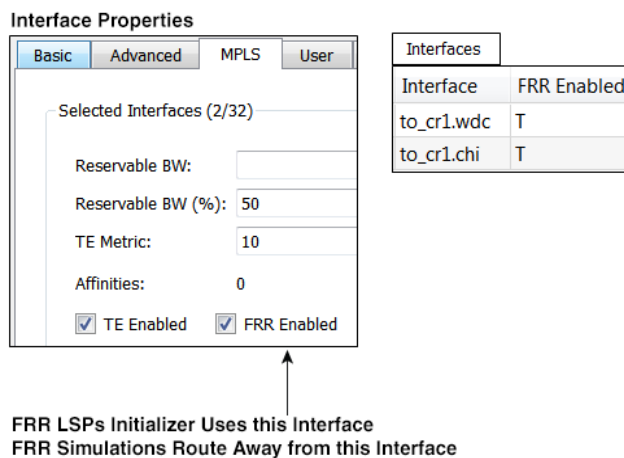 Interface Properties
Basic Advanced MPLS User
Selected Interfaces (2/32)
Reservable BW:
Reservable BW (%): 50
TE Metric: 10
Affinities: 0
TE Enabled FRR Enabled
Interfaces
Interface FRR Enabled
to_cr1.wdc T
to_cr1.chi T
FRR LSPs Initializer Uses this Interface
FRR Simulations Route Away from this Interface